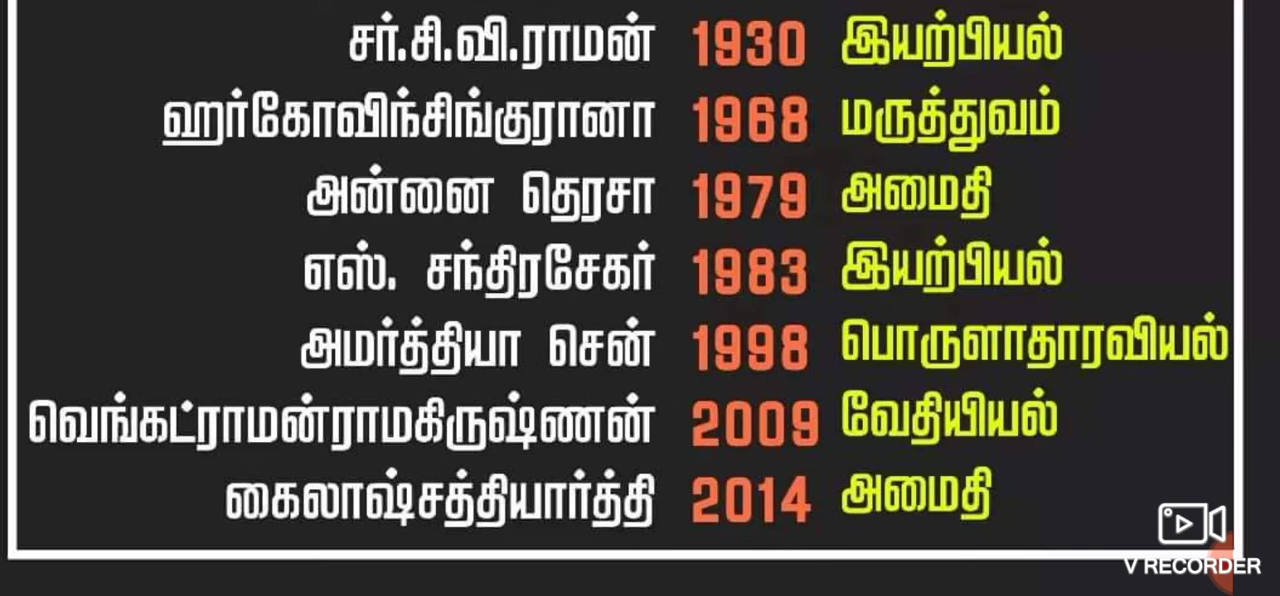 சர்.சி.வி.ராமன் 1930 இயற்பியல்
ஹர்கோவிந்சிங்குரானா 1968 மருத்துவம்
அன்னை தெரசா 1979 அமைதி
எஸ். சந்திரசேகர் 1983 இயற்பியல்
அமர்த்தியா சென் 1998 பொருளாதாரவியல்
வெங்கட்ராமன்ராமகிருஷ்ணன் 2009 வேதியியல்
கைலாஷ்சத்தியார்த்தி 2014 அமைதி
V RECORDER